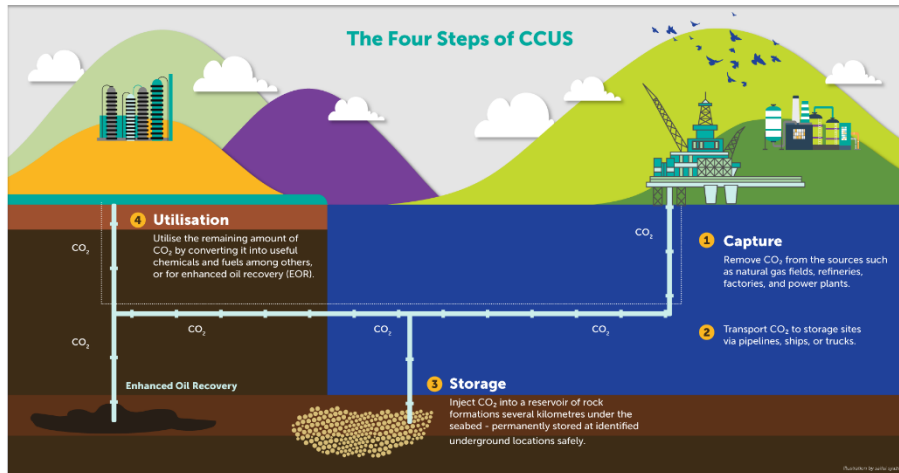 The Four Steps of CCUS
4 Utilisation
Utilise the remaining amount of
CO₂ by converting it into useful
chemicals and fuels among others,
or for enhanced oil recovery (EOR).
CO₂
CO₂
1 Capture
Remove CO₂ from the sources such
as natural gas fields, refineries,
factories, and power plants.
CO₂
CO₂
CO₂
CO₂
2 Transport CO₂ to storage sites
via pipelines, ships, or trucks.
Enhanced Oil Recovery
3 Storage
Inject CO₂ into a reservoir of rock
formations several kilometres under the
seabed - permanently stored at identified
underground locations safely.
Illustration by